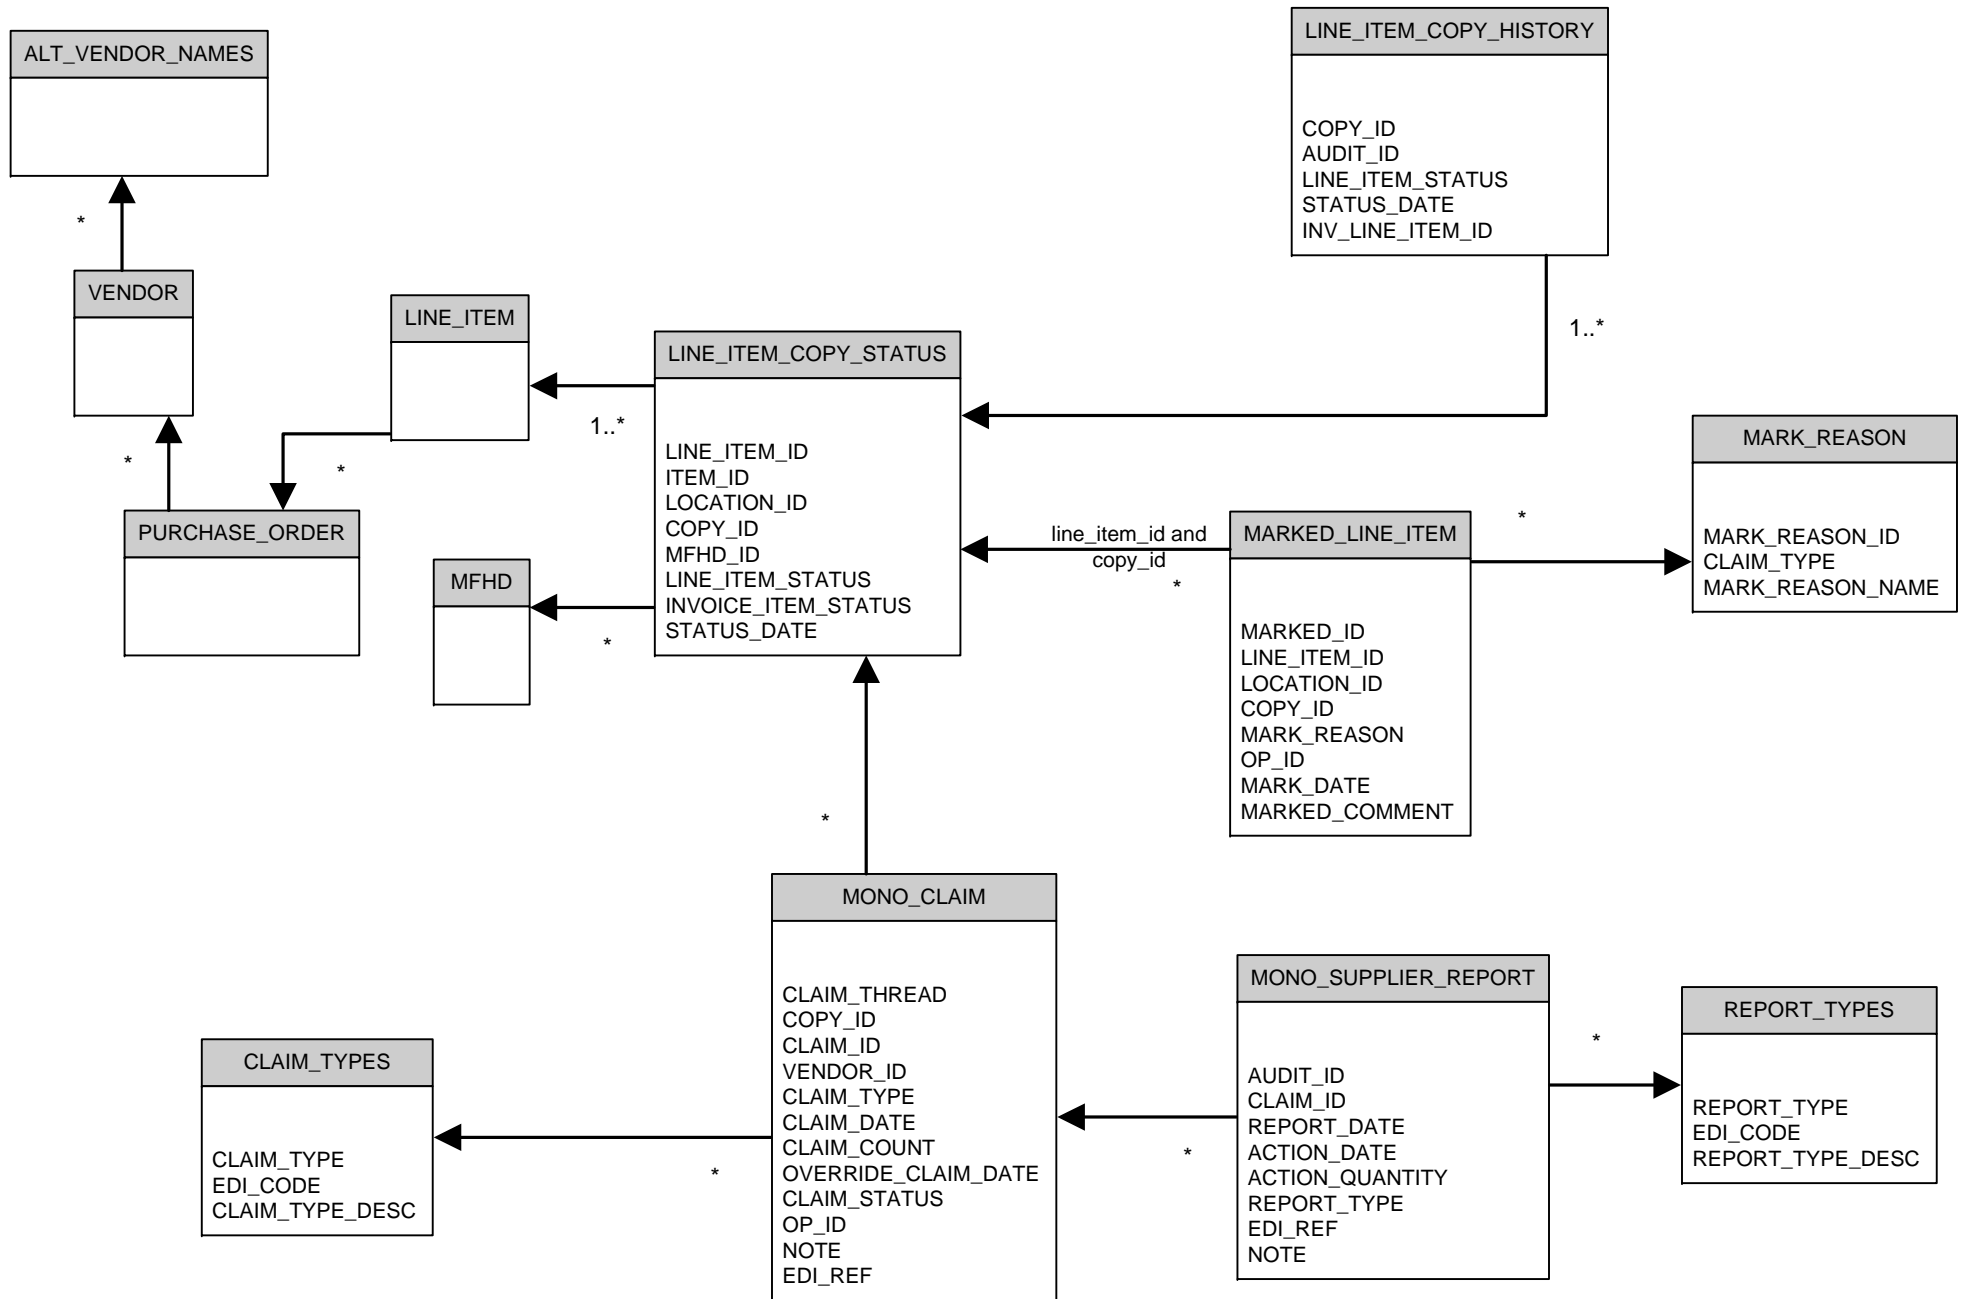 LINE_ITEM_COPY_HISTORY
COPY_ID
AUDIT_ID
LINE_ITEM_STATUS
STATUS_DATE
INV_LINE_ITEM_ID
1..*
ALT_VENDOR_NAMES
*
VENDOR
*
LINE_ITEM
*
PURCHASE_ORDER
LINE_ITEM_COPY_STATUS
1..*
LINE_ITEM_ID
ITEM_ID
LOCATION_ID
COPY_ID
MFHD_ID
LINE_ITEM_STATUS
INVOICE_ITEM_STATUS
STATUS_DATE
MFHD
*
line_item_id and
copy_id
*
MARKED_LINE_ITEM
MARKED_ID
LINE_ITEM_ID
LOCATION_ID
COPY_ID
MARK_REASON
OP_ID
MARK_DATE
MARKED_COMMENT
*
MARK_REASON
MARK_REASON_ID
CLAIM_TYPE
MARK_REASON_NAME
*
MONO_CLAIM
CLAIM_THREAD
COPY_ID
CLAIM_ID
VENDOR_ID
CLAIM_TYPE
CLAIM_DATE
CLAIM_COUNT
OVERRIDE_CLAIM_DATE
CLAIM_STATUS
OP_ID
NOTE
EDI_REF
CLAIM_TYPES
CLAIM_TYPE
EDI_CODE
CLAIM_TYPE_DESC
*
MONO_SUPPLIER_REPORT
AUDIT_ID
CLAIM_ID
REPORT_DATE
ACTION_DATE
ACTION_QUANTITY
REPORT_TYPE
EDI_REF
NOTE
*
*
REPORT_TYPES
REPORT_TYPE
EDI_CODE
REPORT_TYPE_DESC